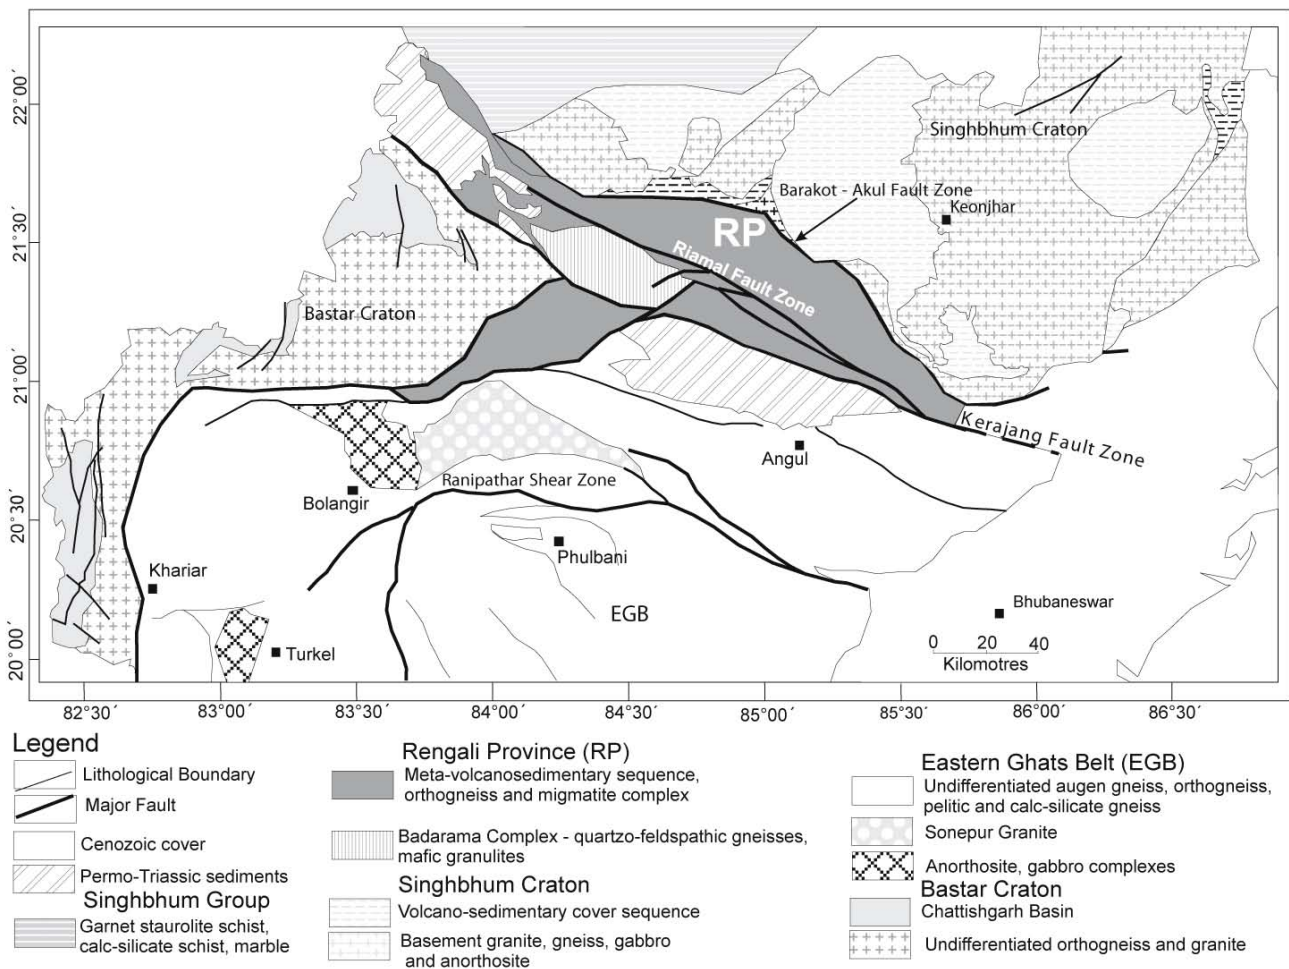 22°00´
21°30´
21°00´
20°30´
20°00´
Singhbhum Craton
Barakot - Akul Fault Zone
Keonjhar
RP
Riamal Fault Zone
Bastar Craton
Kerajang Fault Zone
Angul
Ranipathar Shear Zone
Bolangir
Phulbani
Khariar
EGB
Bhubaneswar
Turkel
0 20 40
Kilomotres
82°30´ 83°00´ 83°30´ 84°00´ 84°30´ 85°00´ 85°30´ 86°00´ 86°30´
Legend
Lithological Boundary
Major Fault
Cenozoic cover
Permo-Triassic sediments
Singhbhum Group
Garnet staurolite schist,
calc-silicate schist, marble
Rengali Province (RP)
Meta-volcanosedimentary sequence,
orthogneiss and migmatite complex
Badarama Complex - quartzo-feldspathic gneisses,
mafic granulites
Singhbhum Craton
Volcano-sedimentary cover sequence
Basement granite, gneiss, gabbro
and anorthosite
Eastern Ghats Belt (EGB)
Undifferentiated augen gneiss, orthogneiss,
pelitic and calc-silicate gneiss
Sonepur Granite
Anorthosite, gabbro complexes
Bastar Craton
Chattishgarh Basin
Undifferentiated orthogneiss and granite